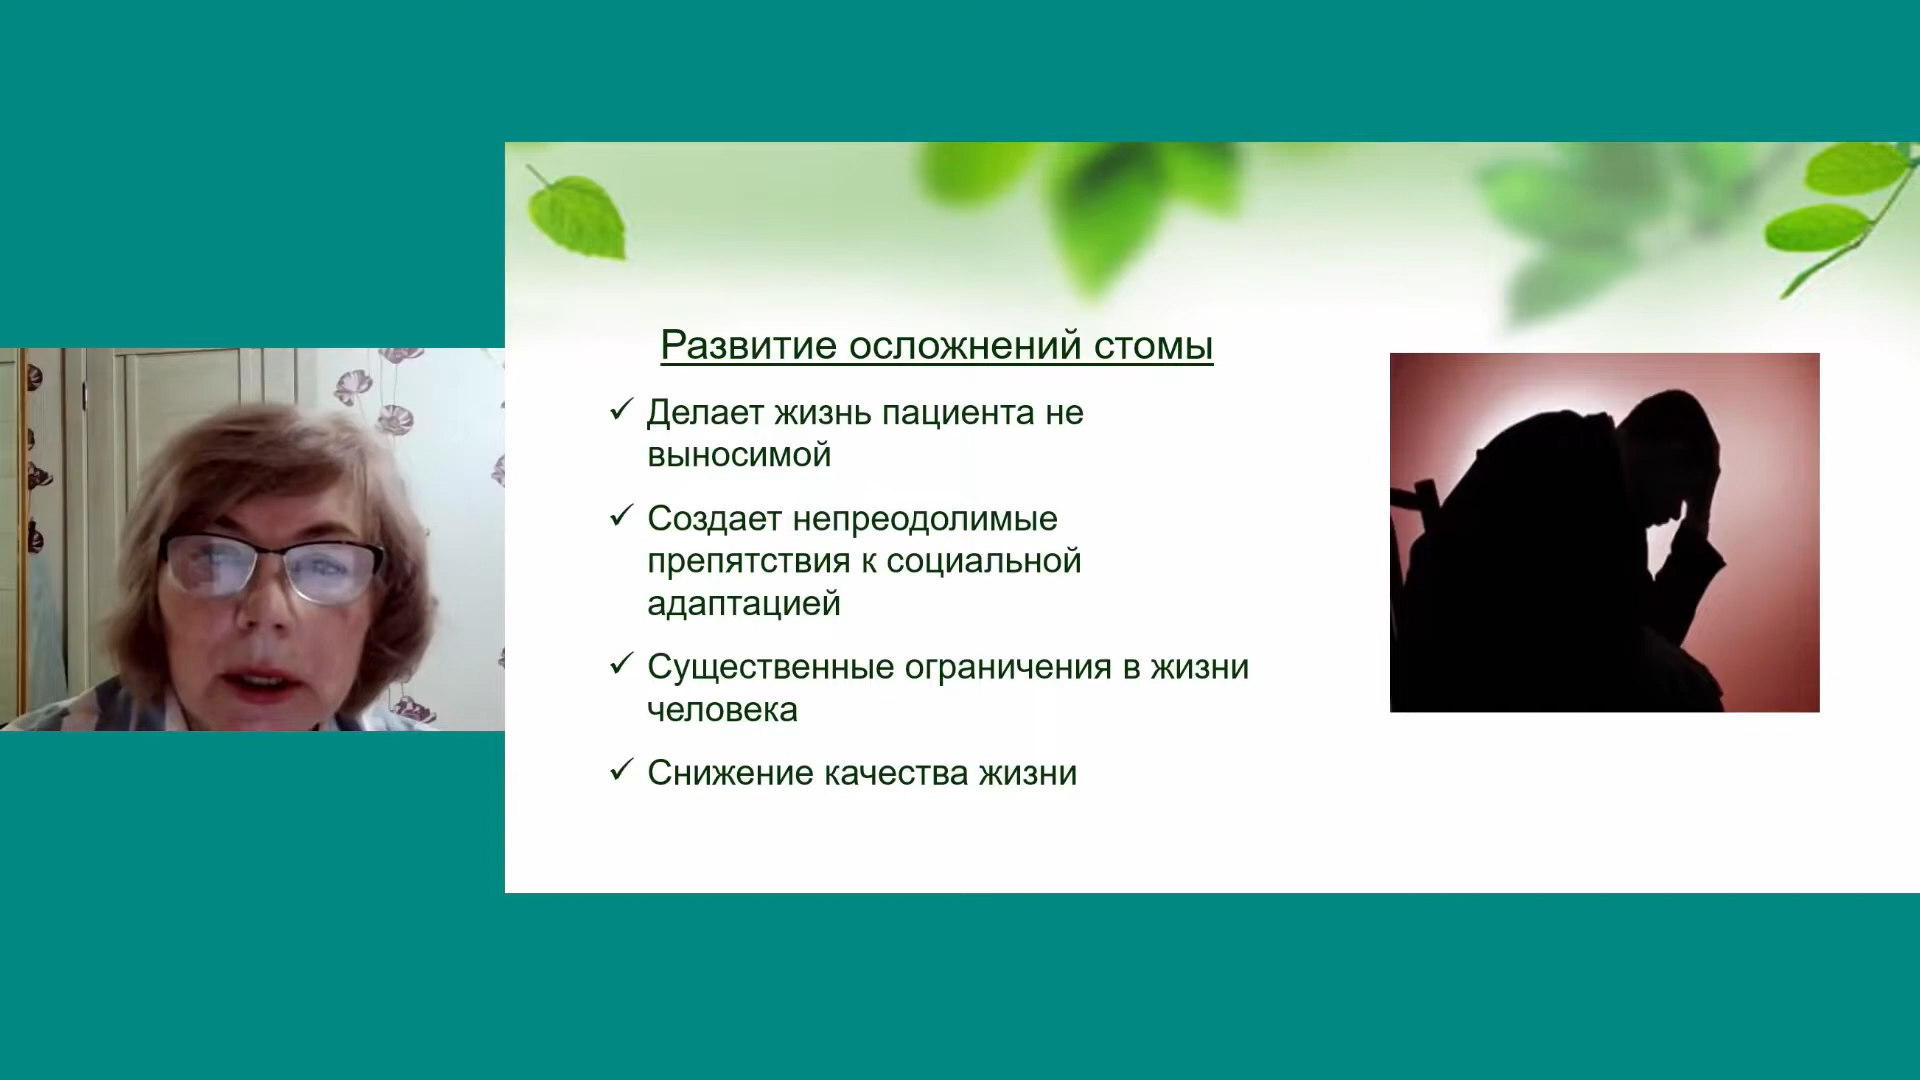 Развитие осложнений стомы
Делает жизнь пациента не
выносимой
Создает непреодолимые
препятствия к социальной
адаптацией
Существенные ограничения в жизни
человека
Снижение качества жизни